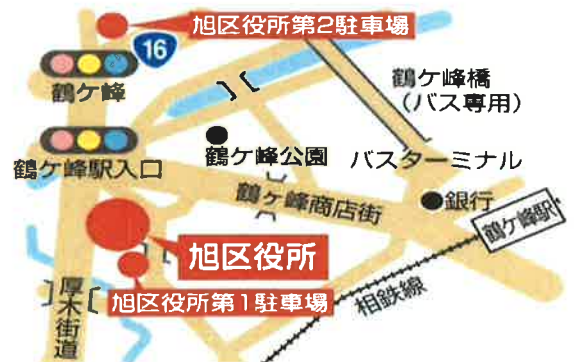 旭区役所第2駐車場
16
鶴ケ峰
鶴ケ峰橋
（バス専用）
鶴ケ峰公園
バスターミナル
鶴ケ峰駅入口
鶴ケ峰商店街
銀行
鶴ケ峰駅
旭区役所
旭区役所第1駐車場
相鉄線
厚木街道